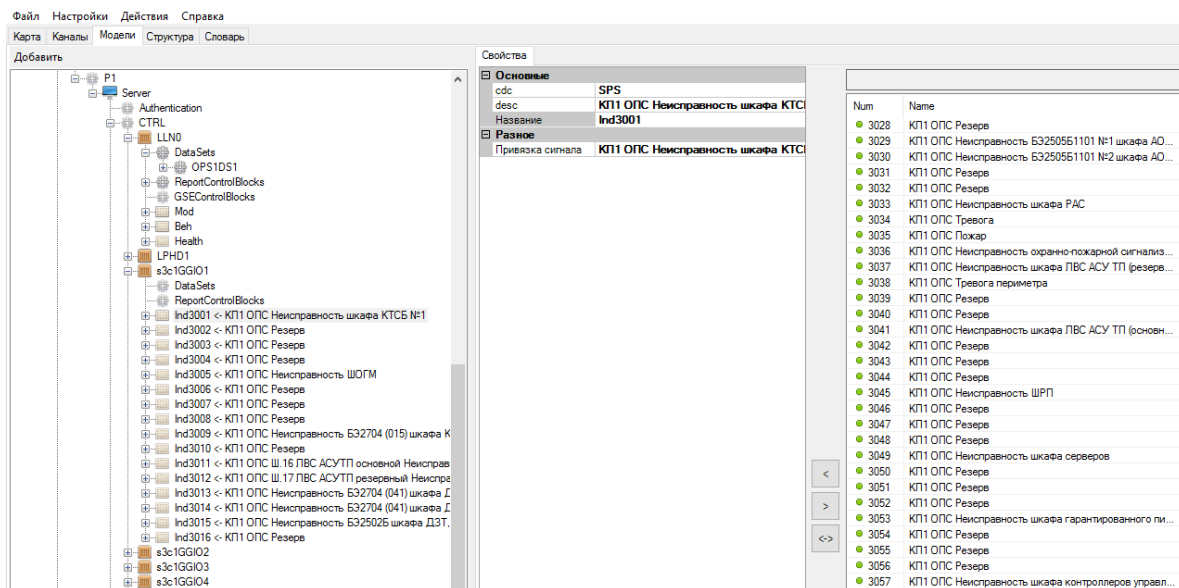 Файл Настройки Действия Справка
Карта Каналы Модели Структура Словарь
Добавить
P1
Server
Authentication
CTRL
LLN0
DataSets
OPS1DS1
ReportControlBlocks
GSEControlBlocks
Mod
Beh
Health
LPHD1
s3c1GGIO1
DataSets
ReportControlBlocks
Ind3001 <- КП1 ОПС Неисправность шкафа КТСБ №1
Ind3002 <- КП1 ОПС Резерв
Ind3003 <- КП1 ОПС Резерв
Ind3004 <- КП1 ОПС Резерв
Ind3005 <- КП1 ОПС Неисправность ШОГМ
Ind3006 <- КП1 ОПС Резерв
Ind3007 <- КП1 ОПС Резерв
Ind3008 <- КП1 ОПС Резерв
Ind3009 <- КП1 ОПС Неисправность БЭ2704 (015) шкафа К
Ind3010 <- КП1 ОПС Резерв
Ind3011 <- КП1 ОПС Ш.16 ЛВС АСУТП основной Неисправ
Ind3012 <- КП1 ОПС Ш.17 ЛВС АСУТП резервный Неиспра
Ind3013 <- КП1 ОПС Неисправность БЭ2704 (041) шкафа Д
Ind3014 <- КП1 ОПС Неисправность БЭ2704 (041) шкафа Д
Ind3015 <- КП1 ОПС Неисправность БЭ2502Б шкафа ДЗТ,
Ind3016 <- КП1 ОПС Резерв
s3c1GGIO2
s3c1GGIO3
s3c1GGIO4
Свойства
Основные
cdc SPS
desc КП1 ОПС Неисправность шкафа КТСІ
Название Ind3001
Разное
Привязка сигнала КП1 ОПС Неисправность шкафа КТСІ
<
>
<->
Num Name
3028 КП1 ОПС Резерв
3029 КП1 ОПС Неисправность БЭ2505Б1101 №1 шкафа АО...
3030 КП1 ОПС Неисправность БЭ2505Б1101 №2 шкафа АО...
3031 КП1 ОПС Резерв
3032 КП1 ОПС Резерв
3033 КП1 ОПС Неисправность шкафа РАС
3034 КП1 ОПС Тревога
3035 КП1 ОПС Пожар
3036 КП1 ОПС Неисправность охранно-пожарной сигнализ...
3037 КП1 ОПС Неисправность шкафа ЛВС АСУ ТП (резерв...
3038 КП1 ОПС Тревога периметра
3039 КП1 ОПС Резерв
3040 КП1 ОПС Резерв
3041 КП1 ОПС Неисправность шкафа ЛВС АСУ ТП (основн...
3042 КП1 ОПС Резерв
3043 КП1 ОПС Резерв
3044 КП1 ОПС Резерв
3045 КП1 ОПС Неисправность ШРП
3046 КП1 ОПС Резерв
3047 КП1 ОПС Резерв
3048 КП1 ОПС Резерв
3049 КП1 ОПС Неисправность шкафа серверов
3050 КП1 ОПС Резерв
3051 КП1 ОПС Резерв
3052 КП1 ОПС Резерв
3053 КП1 ОПС Неисправность шкафа гарантированного пи...
3054 КП1 ОПС Резерв
3055 КП1 ОПС Резерв
3056 КП1 ОПС Резерв
3057 КП1 ОПС Неисправность шкафа контроллеров управл...